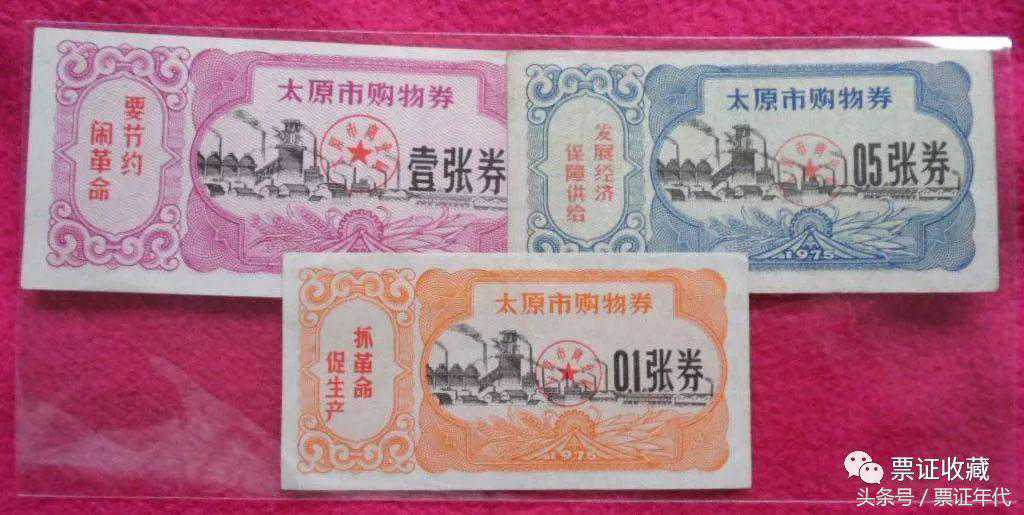 要节约
闹革命
太原市购物券
壹张券
发展经济
保障供给
太原市购物券
0.5张券
1975
抓革命
促生产
太原市购物券
0.1张券
1975
票证收藏
头条号 / 票证年代